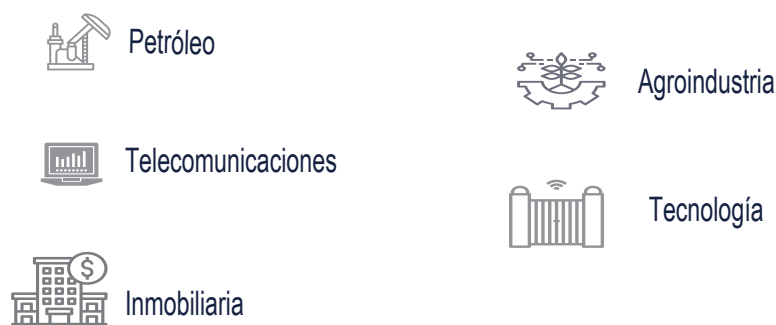 Petróleo
Telecomunicaciones
Inmobiliaria
Agroindustria
Tecnología